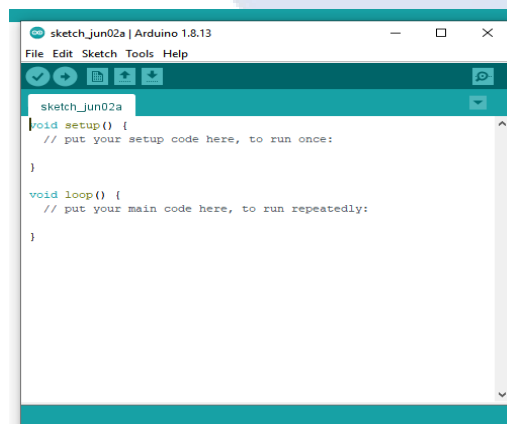 sketch_jun02a | Arduino 1.8.13
File Edit Sketch Tools Help
sketch_jun02a
void setup() {
  // put your setup code here, to run once:
}
void loop() {
  // put your main code here, to run repeatedly:
}